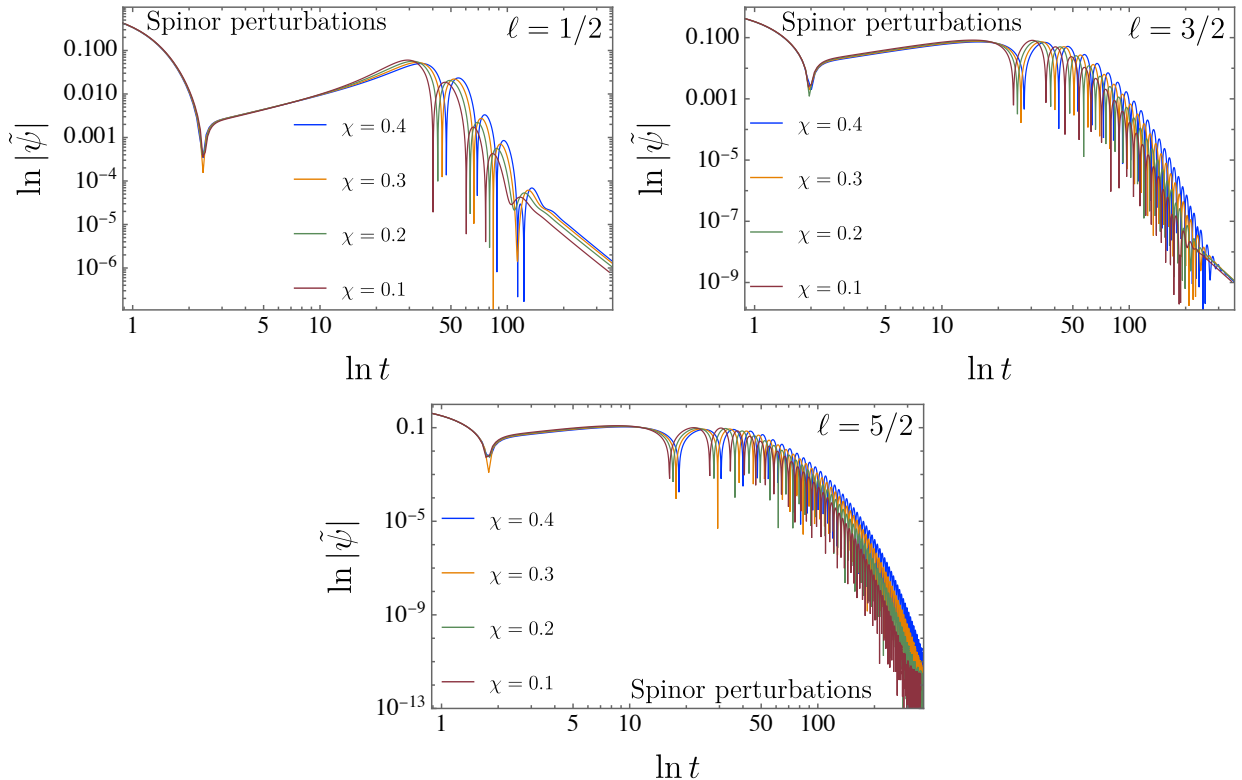 Spinor perturbations
ℓ = 1/2
ln |ψ̃|
0.100
0.010
0.001
10⁻⁴
10⁻⁵
10⁻⁶
χ = 0.4
χ = 0.3
χ = 0.2
χ = 0.1
1 5 10 50 100
ln t
Spinor perturbations
ℓ = 3/2
ln |ψ̃|
0.100
0.001
10⁻⁵
10⁻⁷
10⁻⁹
χ = 0.4
χ = 0.3
χ = 0.2
χ = 0.1
1 5 10 50 100
ln t
ℓ = 5/2
ln |ψ̃|
0.1
10⁻⁵
10⁻⁹
10⁻¹³
χ = 0.4
χ = 0.3
χ = 0.2
χ = 0.1
Spinor perturbations
1 5 10 50 100
ln t